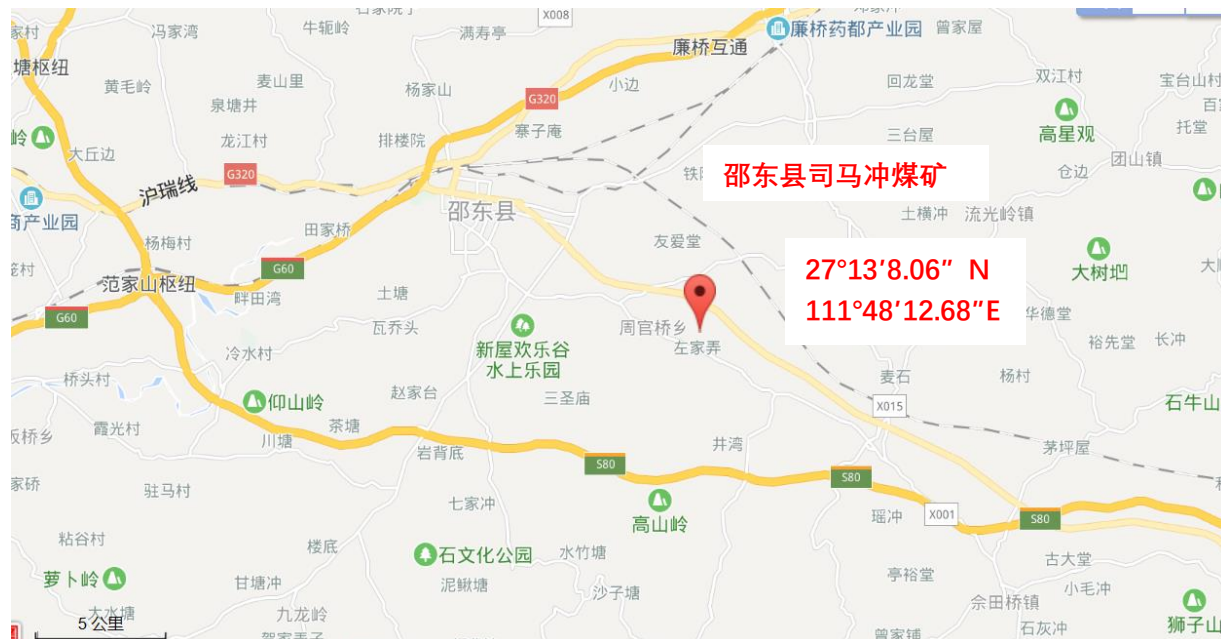 X008
冯家湾
牛轭岭
满寿亭
廉桥药都产业园
曾家屋
廉桥互通
塘枢纽
黄毛岭
麦山里
杨家山
小边
回龙堂
双江村
宝台山村
泉塘井
G320
高星观
托堂
岭
大丘边
龙江村
排楼院
寨子庵
三台屋
团山镇
沪瑞线
G320
邵东县司马冲煤矿
仓边
商产业园
田家桥
邵东县
友爱堂
土横冲
流光岭镇
杨梅村
范家山枢纽
G60
27°13′8.06″ N
大树凹
G60
畔田湾
土塘
111°48′12.68″E
华德堂
瓦乔头
新屋欢乐谷
水上乐园
周官桥乡
左家弄
裕先堂
长冲
冷水村
桥头村
仰山岭
赵家台
三圣庙
麦石
杨村
X015
石牛山
霞光村
川塘
茶塘
岩背底
井湾
茅坪屋
S80
S80
驻马村
七家冲
高山岭
瑶冲
X001
S80
粘谷村
楼底
石文化公园
水竹塘
古大堂
萝卜岭
甘塘冲
泥鳅塘
沙子塘
亭裕堂
小毛冲
大水塘
5 公里
九龙岭
佘田桥镇
石灰冲
狮子山
曾家铺